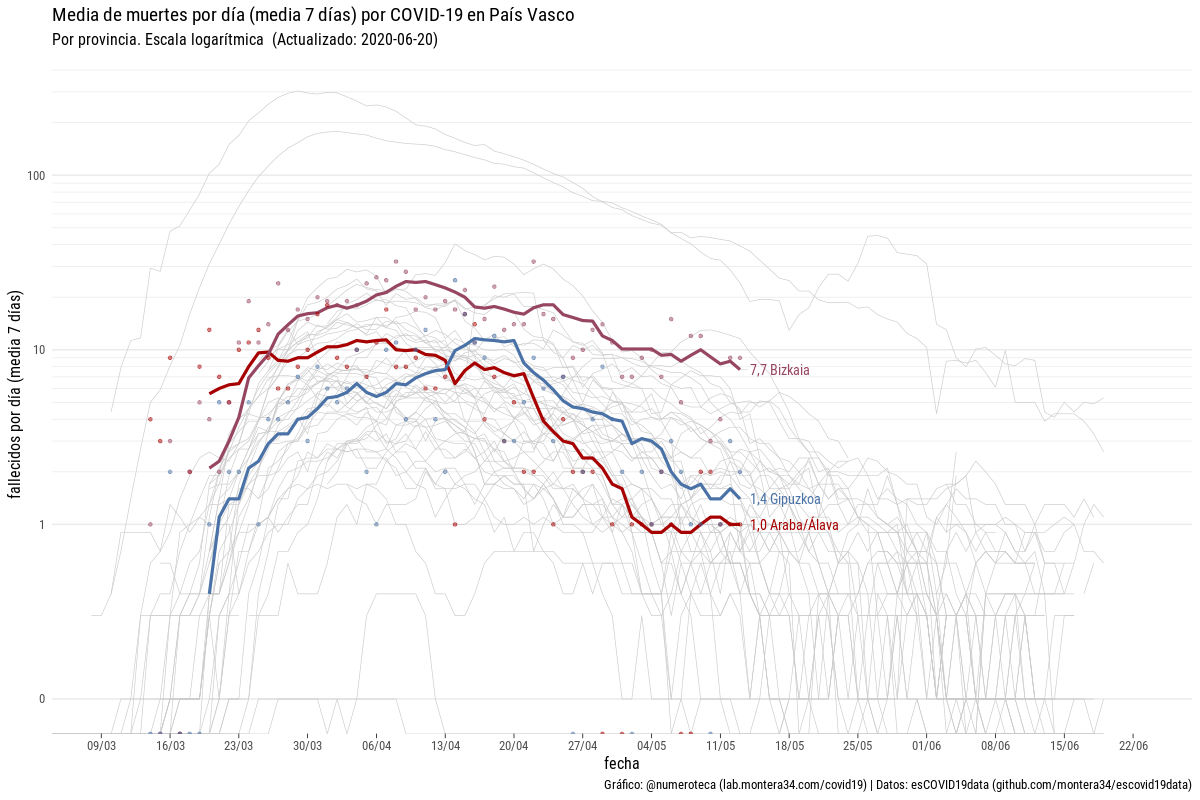 Media de muertes por día (media 7 días) por COVID-19 en País Vasco
Por provincia. Escala logarítmica (Actualizado: 2020-06-20)
fallecidos por día (media 7 días)
100
10
1
0
7,7 Bizkaia
1,4 Gipuzkoa
1,0 Araba/Álava
09/03 16/03 23/03 30/03 06/04 13/04 20/04 27/04 04/05 11/05 18/05 25/05 01/06 08/06 15/06 22/06
fecha
Gráfico: @numeroteca (lab.montera34.com/covid19) | Datos: esCOVID19data (github.com/montera34/escovid19data)